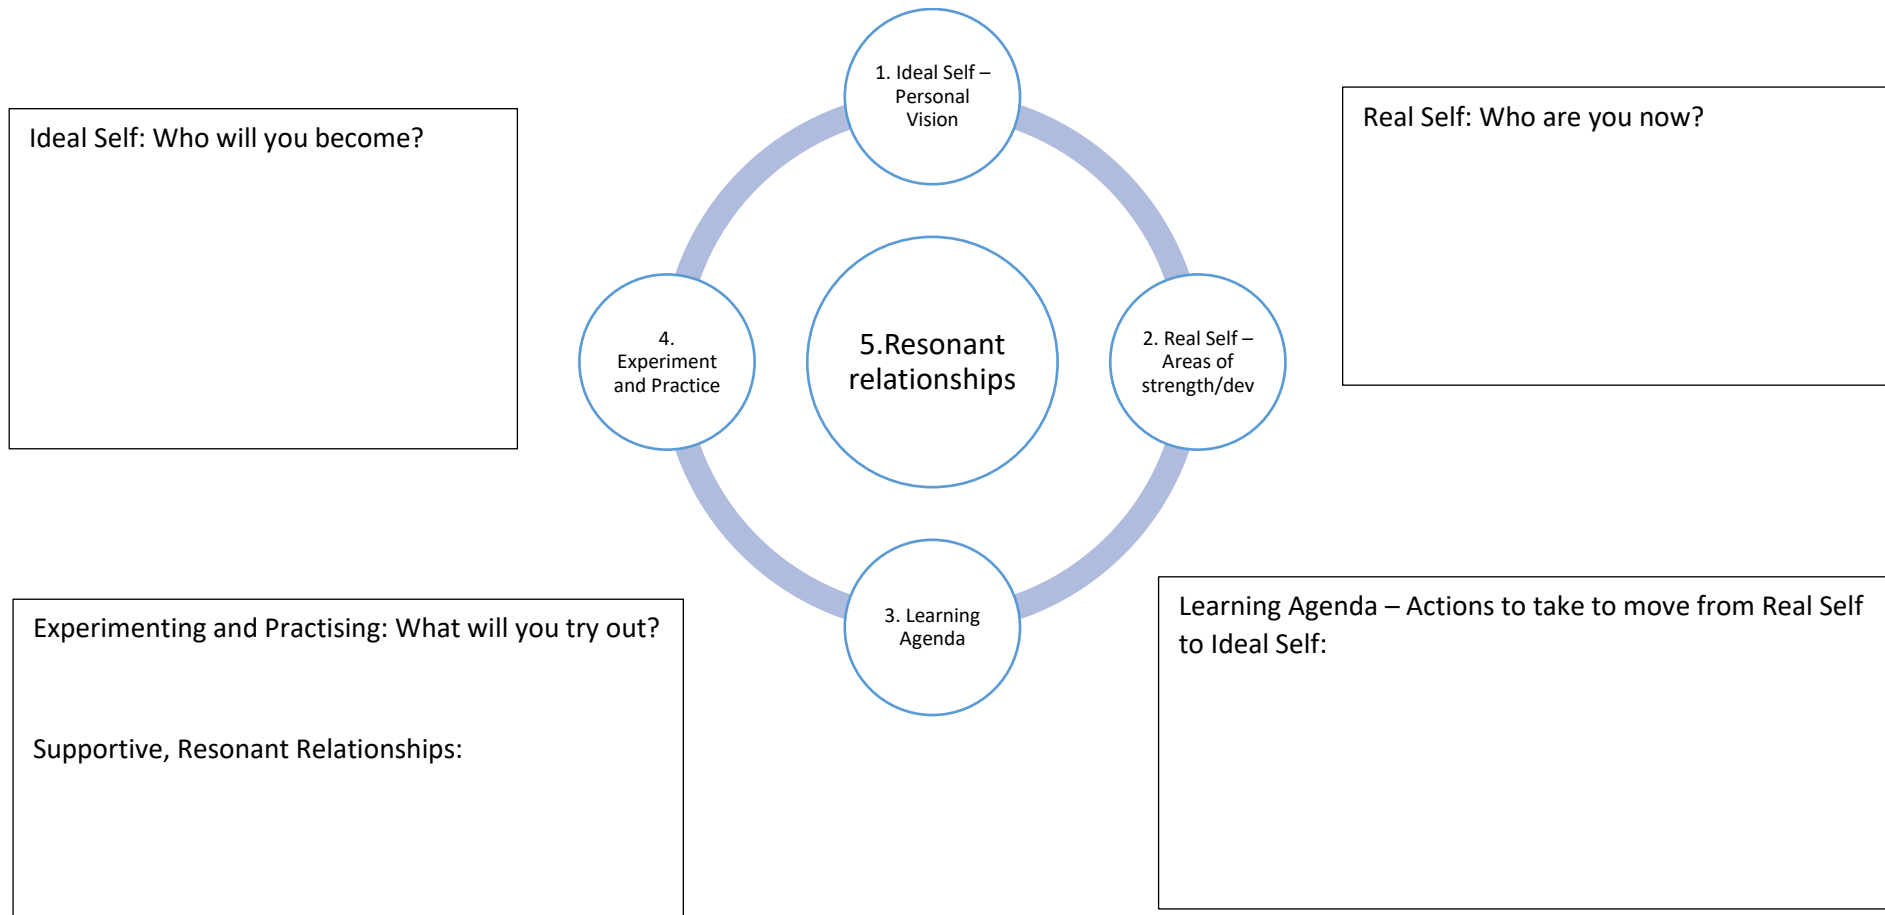 1. Ideal Self –
Personal
Vision
Ideal Self: Who will you become?
Real Self: Who are you now?
4.
Experiment
and Practice
5.Resonant
relationships
2. Real Self –
Areas of
strength/dev
3. Learning
Agenda
Experimenting and Practising: What will you try out?
Supportive, Resonant Relationships:
Learning Agenda – Actions to take to move from Real Self
to Ideal Self: